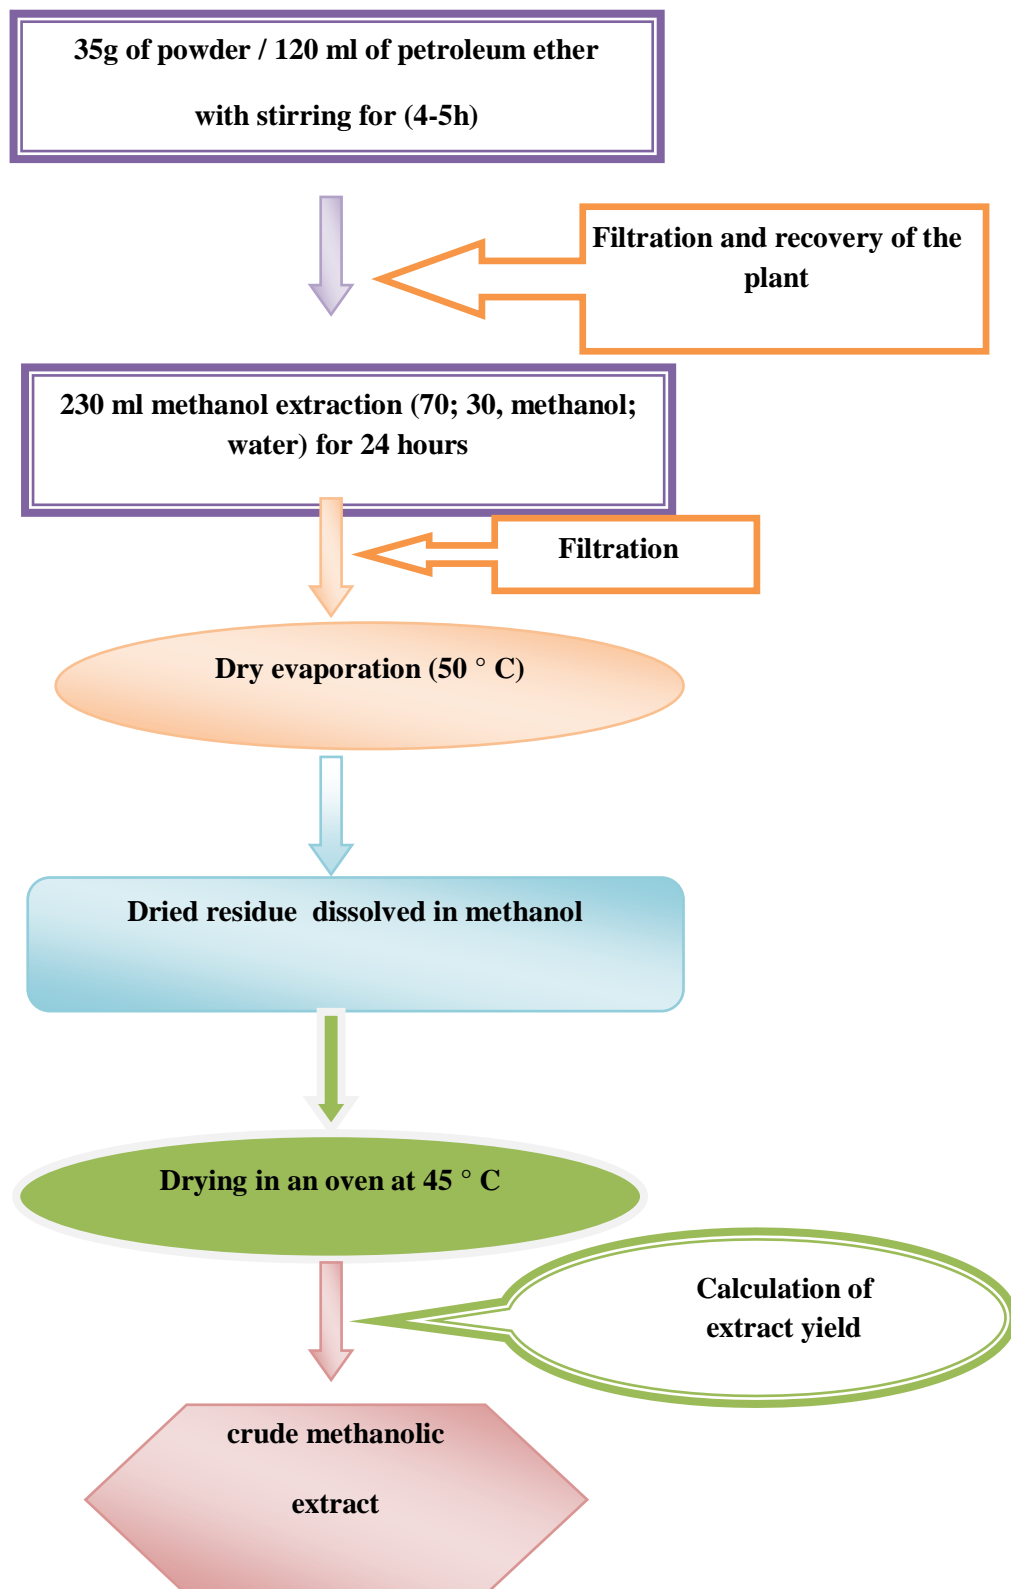 35g of powder / 120 ml of petroleum ether
with stirring for (4-5h)
Filtration and recovery of the
plant
230 ml methanol extraction (70; 30, methanol;
water) for 24 hours
Filtration
Dry evaporation (50 ° C)
Dried residue  dissolved in methanol
Drying in an oven at 45 ° C
Calculation of
extract yield
crude methanolic
extract